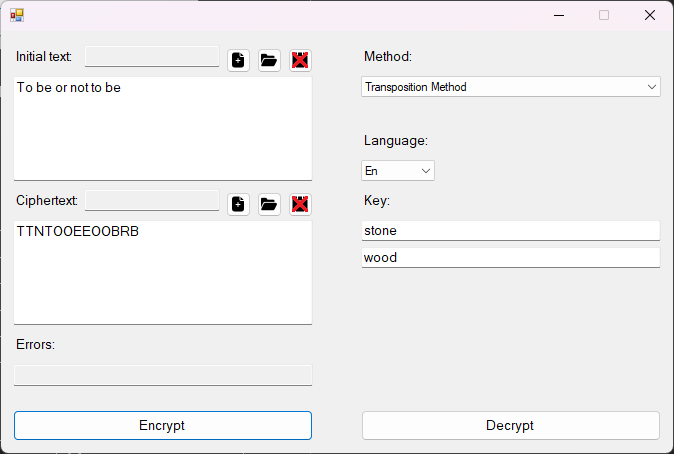 Initial text:
To be or not to be
Ciphertext:
TTNTOOEEOOBRB
Errors:
Encrypt
Method:
Transposition Method
Language:
En
Key:
stone
wood
Decrypt